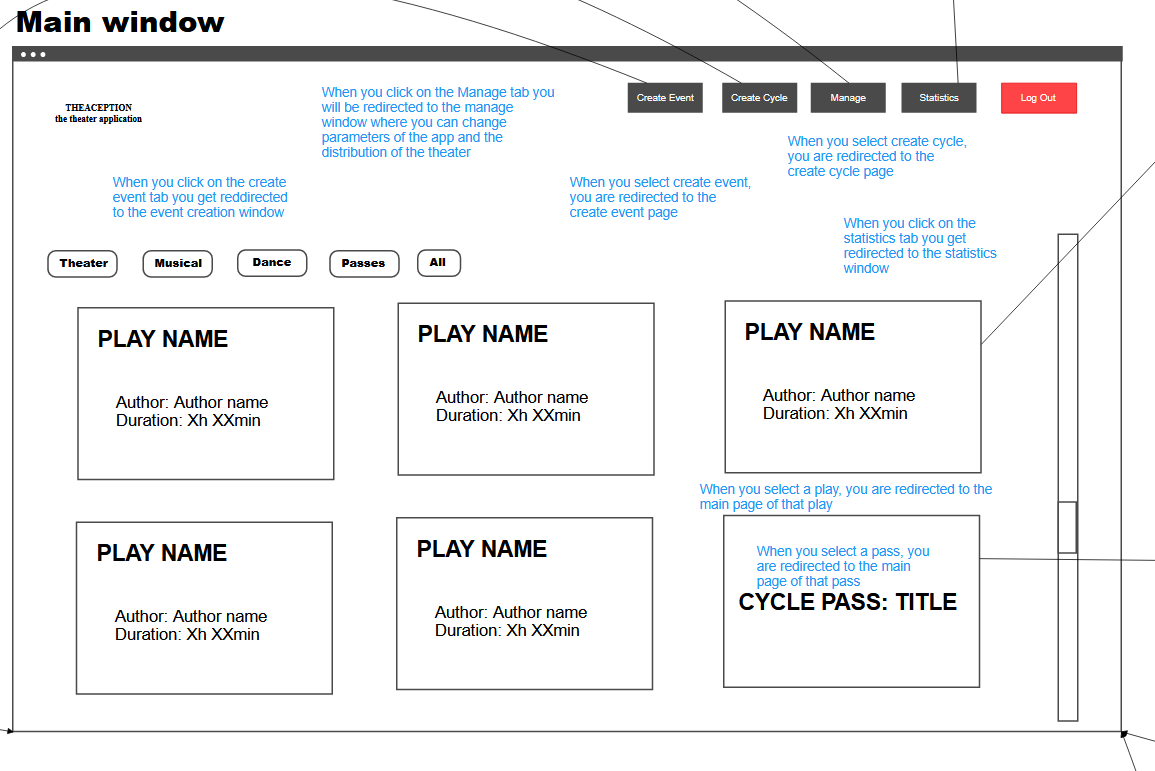 Main window
THEACEPTION
the theater application
When you click on the Manage tab you
will be redirected to the manage
window where you can change
parameters of the app and the
distribution of the theater
Create Event
Create Cycle
Manage
Statistics
Log Out
When you select create cycle,
you are redirected to the
create cycle page
When you click on the create
event tab you get reddirected
to the event creation window
When you select create event,
you are redirected to the
create event page
When you click on the
statistics tab you get
redirected to the statistics
window
Theater
Musical
Dance
Passes
All
PLAY NAME
Author: Author name
Duration: Xh XXmin
PLAY NAME
Author: Author name
Duration: Xh XXmin
PLAY NAME
Author: Author name
Duration: Xh XXmin
When you select a play, you are redirected to the
main page of that play
PLAY NAME
Author: Author name
Duration: Xh XXmin
PLAY NAME
Author: Author name
Duration: Xh XXmin
When you select a pass, you
are redirected to the main
page of that pass
CYCLE PASS: TITLE